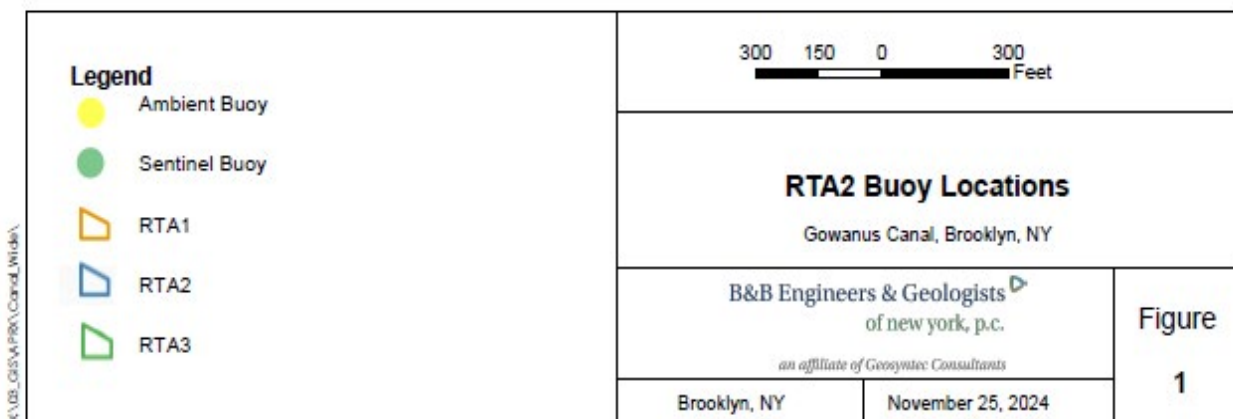 Legend
Ambient Buoy
Sentinel Buoy
RTA1
RTA2
RTA3
300 150 0 300
Feet
RTA2 Buoy Locations
Gowanus Canal, Brooklyn, NY
B&B Engineers & Geologists
of new york, p.c.
an affiliate of Geosyntec Consultants
Figure
1
Brooklyn, NY
November 25, 2024